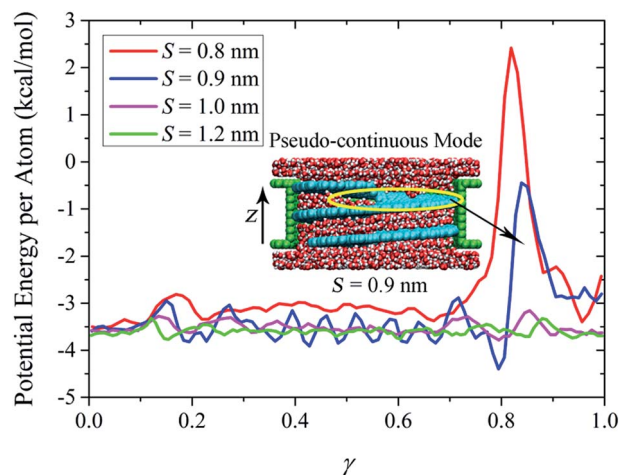 Potential Energy per Atom (kcal/mol)
3
2
1
0
-1
-2
-3
-4
-5
S = 0.8 nm
S = 0.9 nm
S = 1.0 nm
S = 1.2 nm
Pseudo-continuous Mode
Z
S = 0.9 nm
0.0 0.2 0.4 0.6 0.8 1.0
γ